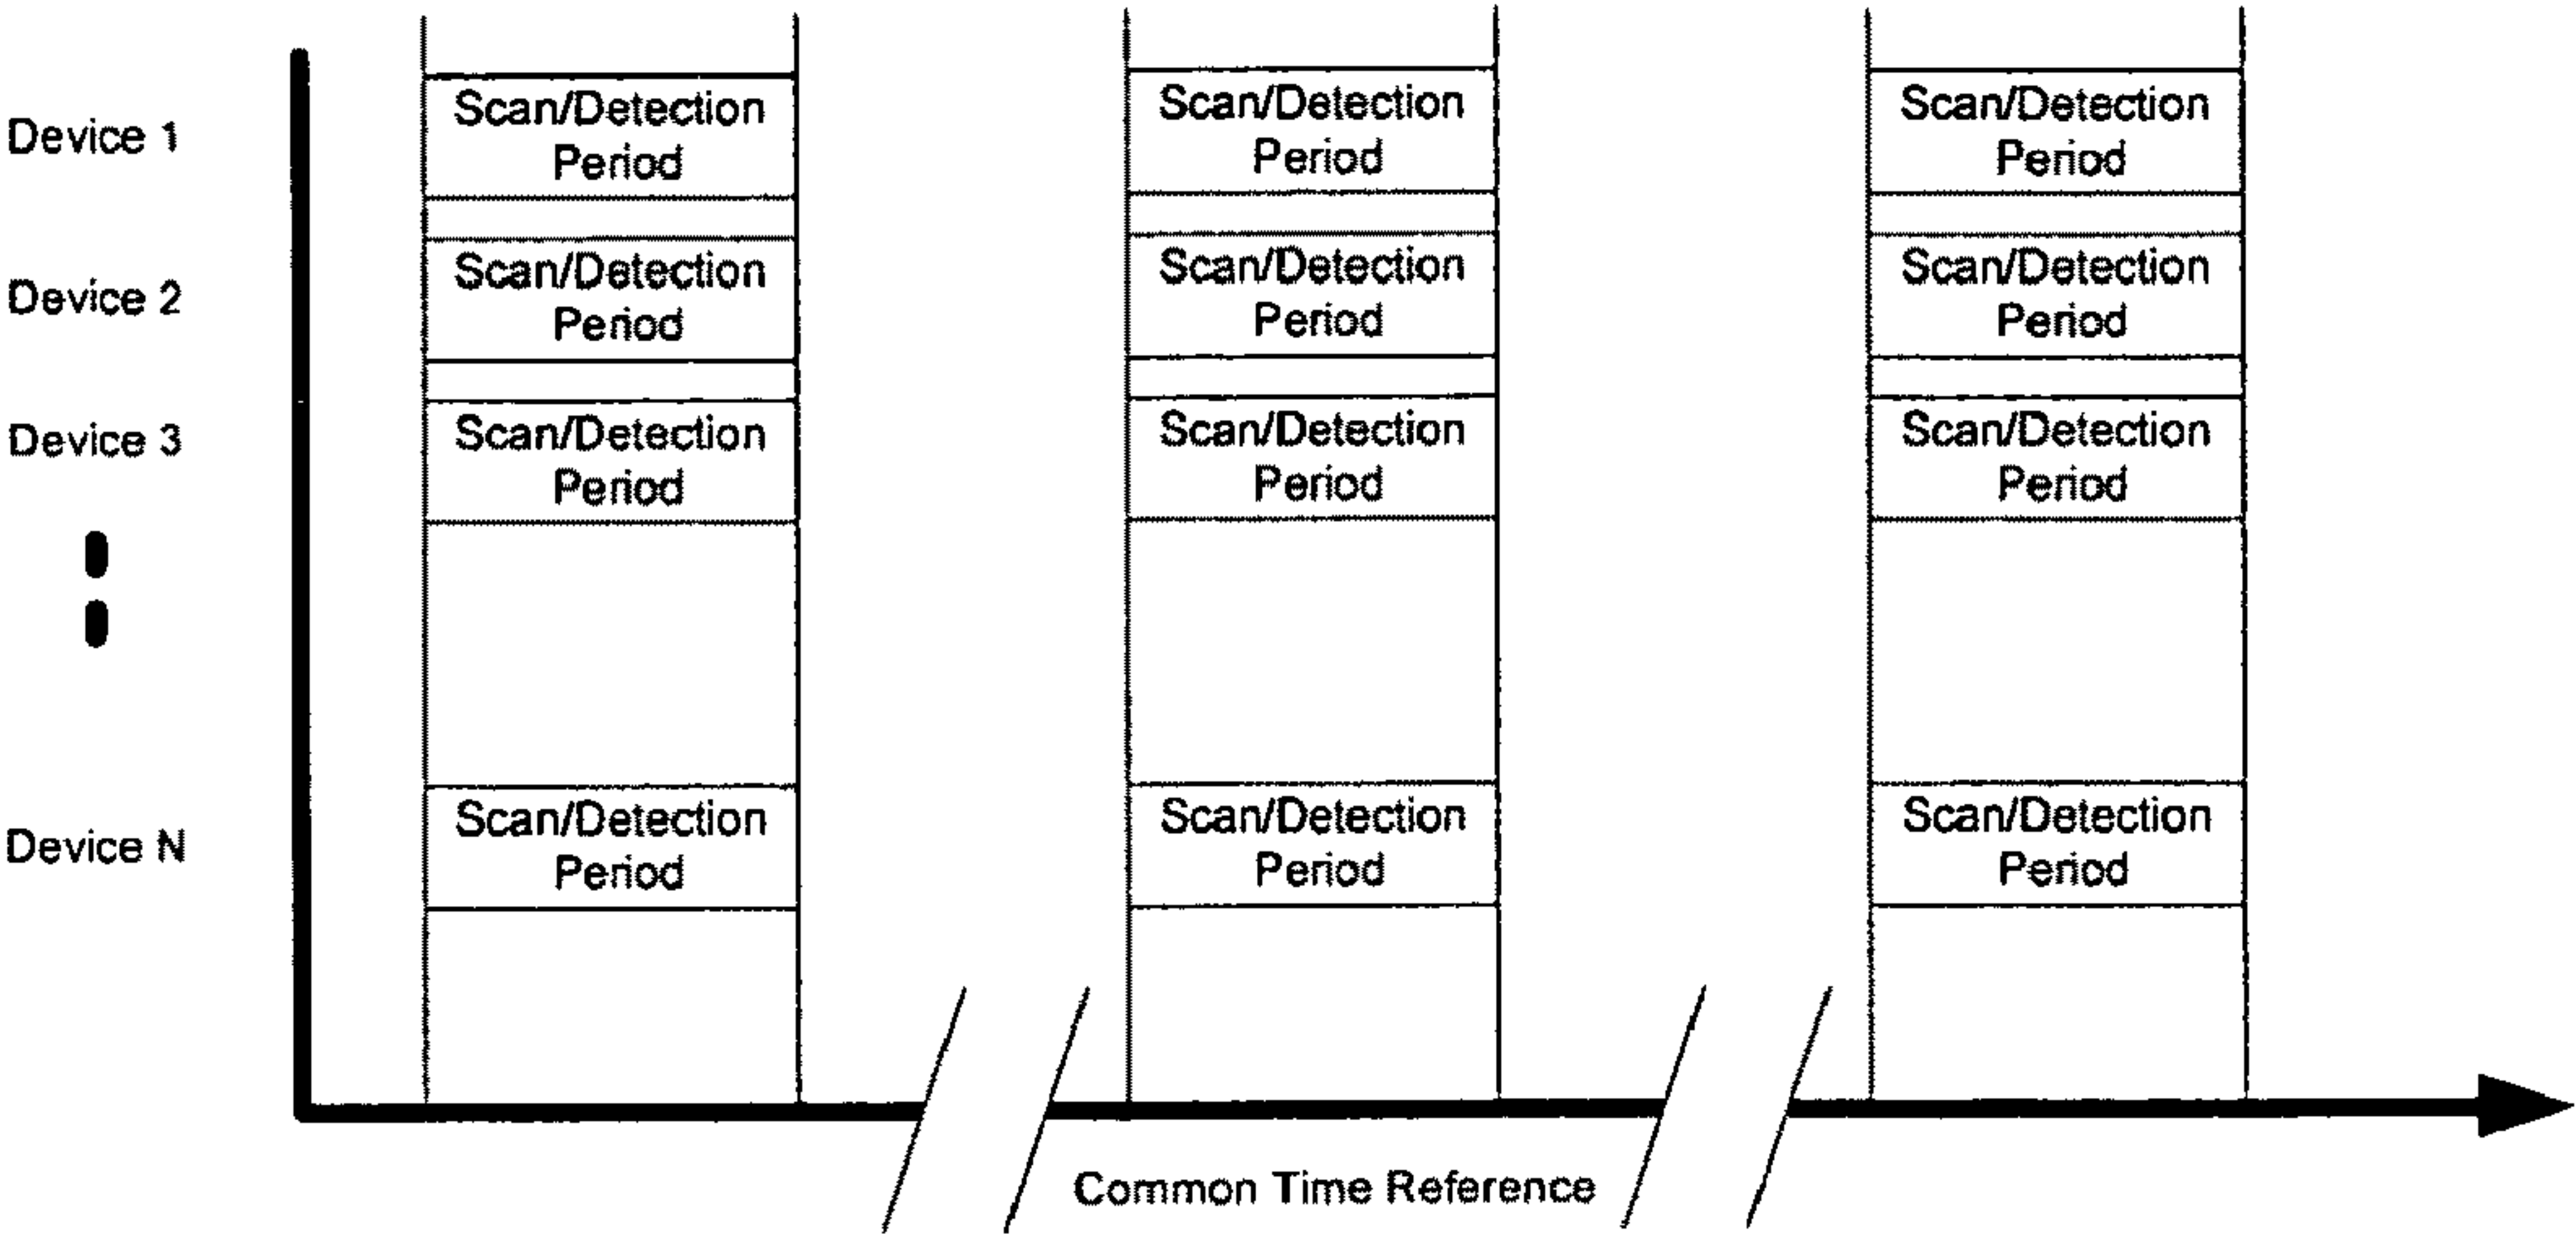 Device 1
Scan/Detection
Period
Scan/Detection
Period
Scan/Detection
Period
Device 2
Scan/Detection
Period
Scan/Detection
Period
Scan/Detection
Period
Device 3
Scan/Detection
Period
Scan/Detection
Period
Scan/Detection
Period
Device N
Scan/Detection
Period
Scan/Detection
Period
Scan/Detection
Period
Common Time Reference